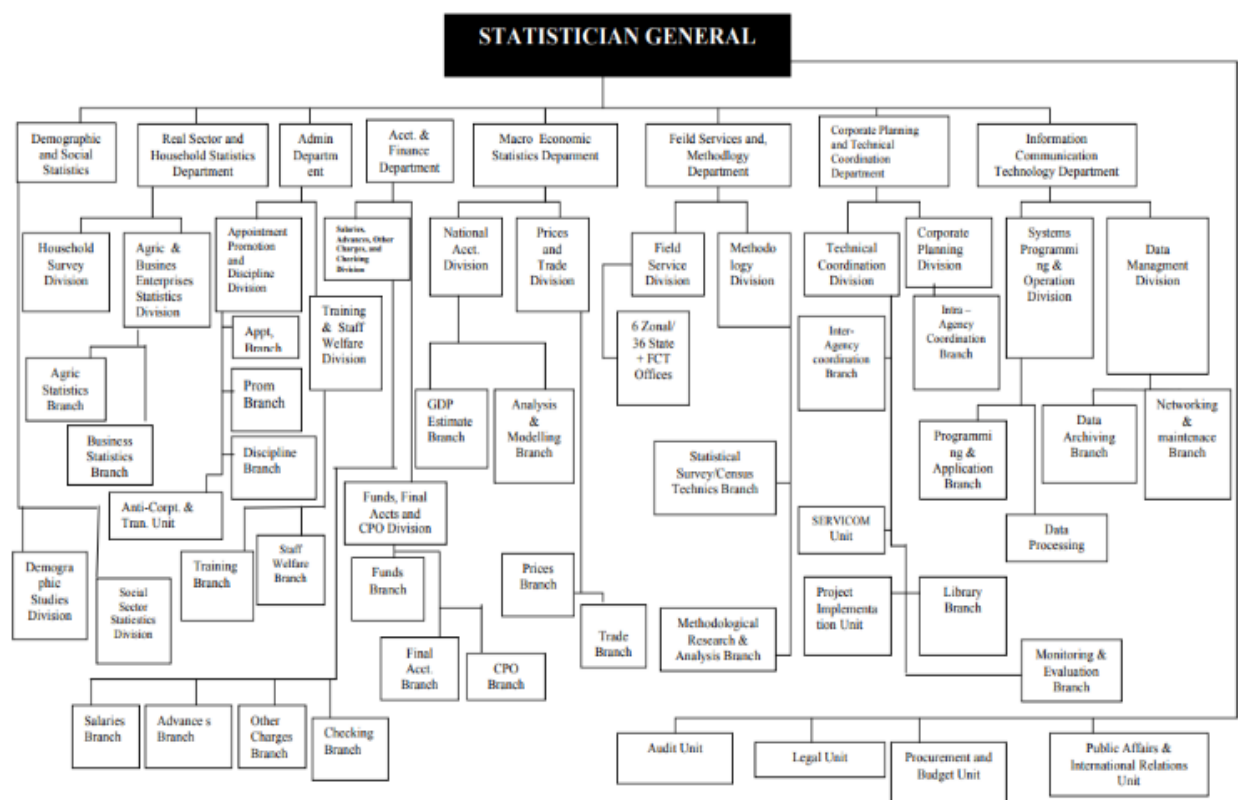 STATISTICIAN GENERAL
Demographic
and Social
Statistics
Real Sector and
Household Statistics
Department
Admin
Departm
ent
Acct. &
Finance
Department
Macro Economic
Statistics Deparment
Feild Services and,
Methodlogy
Department
Corporate Planning
and Technical
Coordination
Department
Information
Communication
Technology Department
Household
Survey
Division
Agric &
Busines
Enterprises
Statistics
Division
Appointment
Promotion
and
Discipline
Division
Salaries,
Advances, Other
Charges, and
Checking
Division
National
Acct.
Division
Prices
and
Trade
Division
Field
Service
Division
Methodo
logy
Division
Technical
Coordination
Division
Corporate
Planning
Division
Systems
Programmi
ng &
Operation
Division
Data
Managment
Division
Training
& Staff
Welfare
Division
Appt,
Branch
6 Zonal/
36 State
+ FCT
Offices
Inter-
Agency
coordination
Branch
Intra –
Agency
Coordination
Branch
Agric
Statistics
Branch
Prom
Branch
GDP
Estimate
Branch
Analysis
&
Modelling
Branch
Data
Archiving
Branch
Networking
&
maintenace
Branch
Business
Statistics
Branch
Discipline
Branch
Statistical
Survey/Census
Technics Branch
Programmi
ng &
Application
Branch
Anti-Corpt. &
Tran. Unit
Funds, Final
Accts and
CPO Division
SERVICOM
Unit
Data
Processing
Demogra
phic
Studies
Division
Social
Sector
Statiestics
Division
Training
Branch
Staff
Welfare
Branch
Funds
Branch
Prices
Branch
Project
Implementa
tion Unit
Library
Branch
Final
Acct.
Branch
CPO
Branch
Trade
Branch
Methodological
Research &
Analysis Branch
Monitoring &
Evaluation
Branch
Salaries
Branch
Advance s
Branch
Other
Charges
Branch
Checking
Branch
Audit Unit
Legal Unit
Procurement and
Budget Unit
Public Affairs &
International Relations
Unit